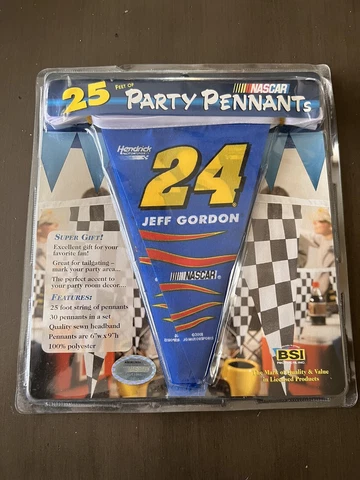 25 FEET OF PARTY PENNANTS
NASCAR
Hendrick
24
JEFF GORDON
NASCAR
SUPER GIFT!
Excellent gift for your
favorite fan!
Great for tailgating –
mark your party area...
The perfect accent to
your party room decor....
FEATURES:
25 foot string of pennants
30 pennants in a set
Quality sewn headband
Pennants are 6"w x 9"h
100% polyester
BSI
The Mark of Quality & Value
in Licensed Products